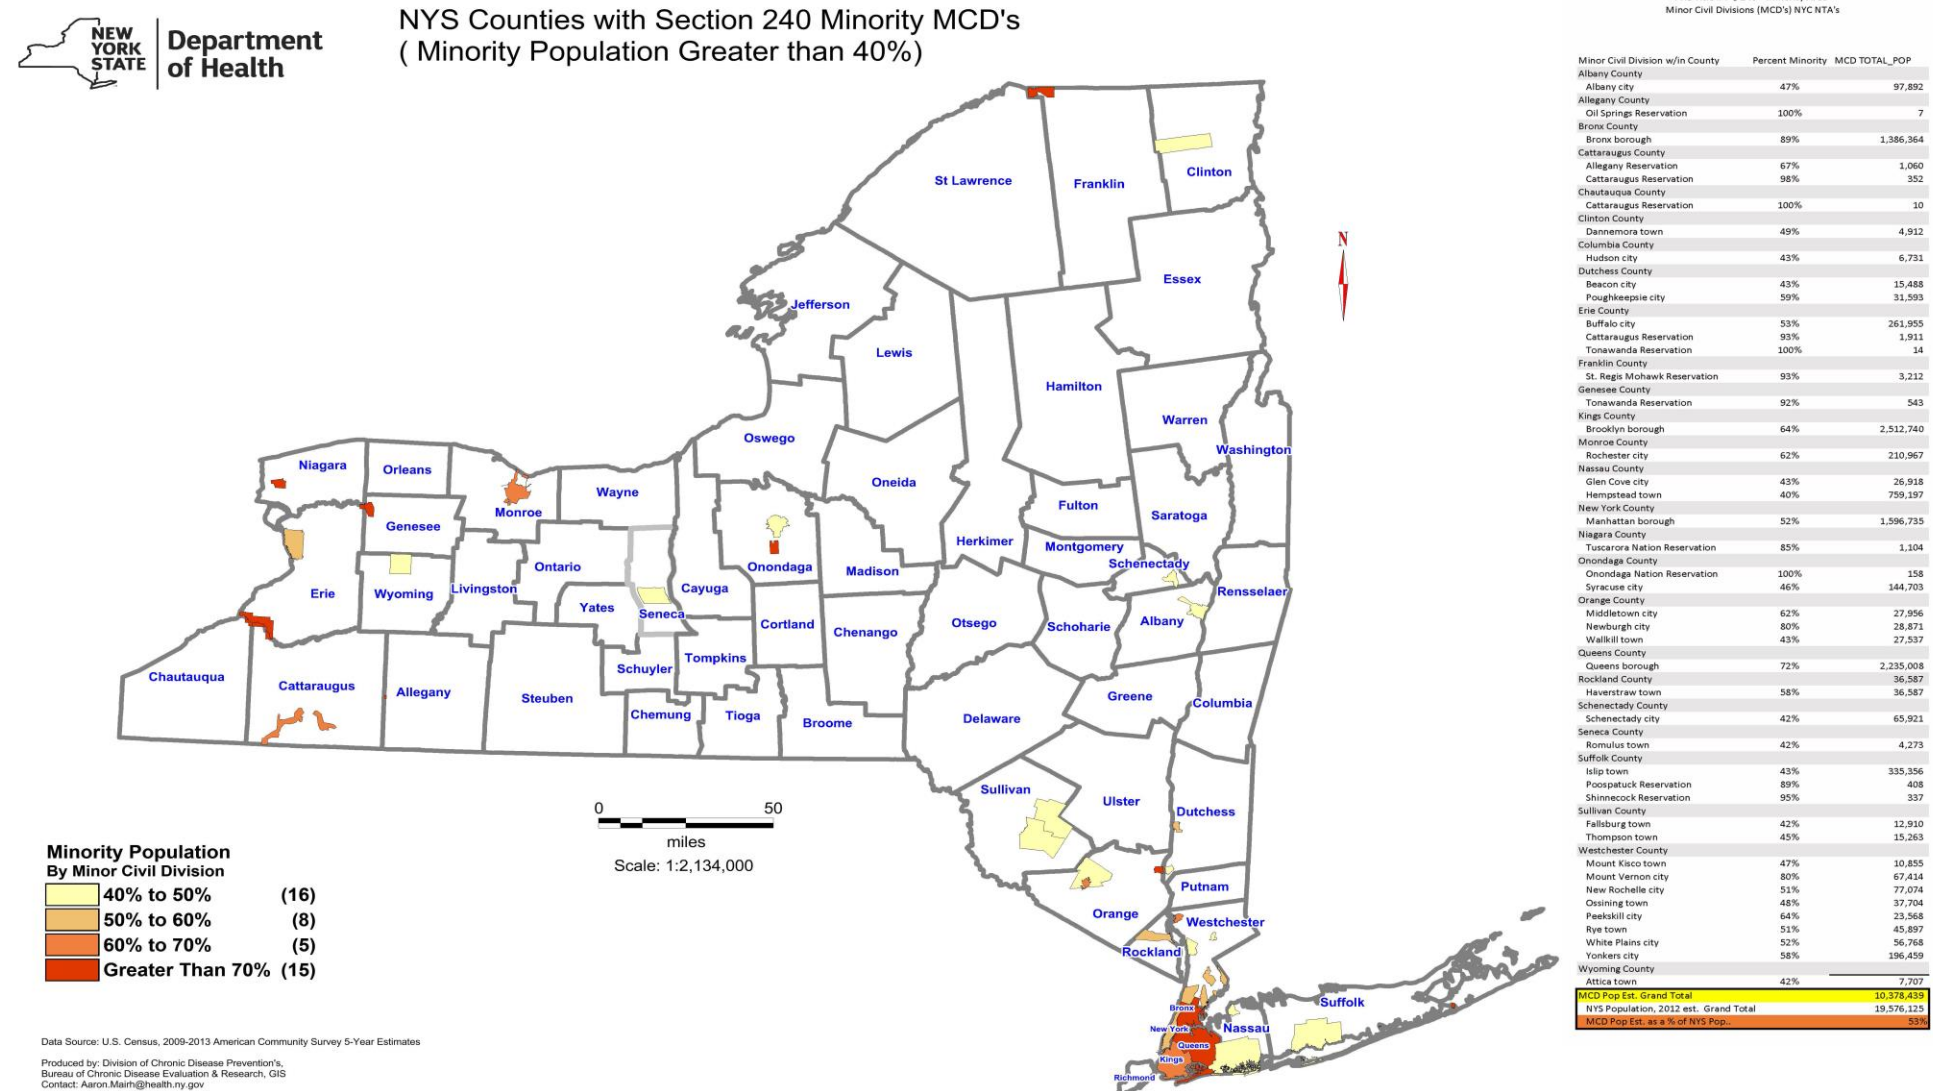 NEW
YORK
STATE
Department
of Health
NYS Counties with Section 240 Minority MCD's
( Minority Population Greater than 40%)
Minor Civil Divisions (MCD's) NYC NTA's
Minor Civil Division w/in County Percent Minority MCD TOTAL_POP
Albany County
Albany city 47% 97,892
Allegany County
Oil Springs Reservation 100% 7
Bronx County
Bronx borough 89% 1,386,364
Cattaraugus County
Allegany Reservation 67% 1,060
Cattaraugus Reservation 98% 352
Chautauqua County
Cattaraugus Reservation 100% 10
Clinton County
Dannemora town 49% 4,912
Columbia County
Hudson city 43% 6,731
Dutchess County
Beacon city 43% 15,488
Poughkeepsie city 59% 31,593
Erie County
Buffalo city 53% 261,955
Cattaraugus Reservation 93% 1,911
Tonawanda Reservation 100% 14
Franklin County
St. Regis Mohawk Reservation 93% 3,212
Genesee County
Tonawanda Reservation 92% 543
Kings County
Brooklyn borough 64% 2,512,740
Monroe County
Rochester city 62% 210,967
Nassau County
Glen Cove city 43% 26,918
Hempstead town 40% 759,197
New York County
Manhattan borough 52% 1,596,735
Niagara County
Tuscarora Nation Reservation 85% 1,104
Onondaga County
Onondaga Nation Reservation 100% 158
Syracuse city 46% 144,703
Orange County
Middletown city 62% 27,956
Newburgh city 80% 28,871
Wallkill town 43% 27,537
Queens County
Queens borough 72% 2,235,008
Rockland County 36,587
Haverstraw town 58% 36,587
Schenectady County
Schenectady city 42% 65,921
Seneca County
Romulus town 42% 4,273
Suffolk County
Islip town 43% 335,356
Poospatuck Reservation 89% 408
Shinnecock Reservation 95% 337
Sullivan County
Fallsburg town 42% 12,910
Thompson town 45% 15,263
Westchester County
Mount Kisco town 47% 10,855
Mount Vernon city 80% 67,414
New Rochelle city 51% 77,074
Ossining town 48% 37,704
Peekskill city 64% 23,568
Rye town 51% 45,897
White Plains city 52% 56,768
Yonkers city 58% 196,459
Wyoming County
Attica town 42% 7,707
MCD Pop Est. Grand Total 10,378,439
NYS Population, 2012 est. Grand Total 19,576,125
MCD Pop Est. as a % of NYS Pop.. 53%
N
St Lawrence
Franklin
Clinton
Essex
Jefferson
Lewis
Hamilton
Warren
Washington
Oswego
Oneida
Herkimer
Fulton
Saratoga
Montgomery
Schenectady
Niagara
Orleans
Monroe
Wayne
Genesee
Ontario
Onondaga
Madison
Erie
Wyoming
Livingston
Yates
Seneca
Cayuga
Cortland
Chenango
Otsego
Schoharie
Albany
Rensselaer
Chautauqua
Cattaraugus
Allegany
Steuben
Schuyler
Tompkins
Chemung
Tioga
Broome
Delaware
Greene
Columbia
Sullivan
Ulster
Dutchess
Orange
Putnam
Westchester
Rockland
Bronx
New York
Queens
Kings
Richmond
Nassau
Suffolk
0 50
miles
Scale: 1:2,134,000
Minority Population
By Minor Civil Division
40% to 50% (16)
50% to 60% (8)
60% to 70% (5)
Greater Than 70% (15)
Data Source: U.S. Census, 2009-2013 American Community Survey 5-Year Estimates
Produced by: Division of Chronic Disease Prevention's,
Bureau of Chronic Disease Evaluation & Research, GIS
Contact: Aaron.Mairh@health.ny.gov